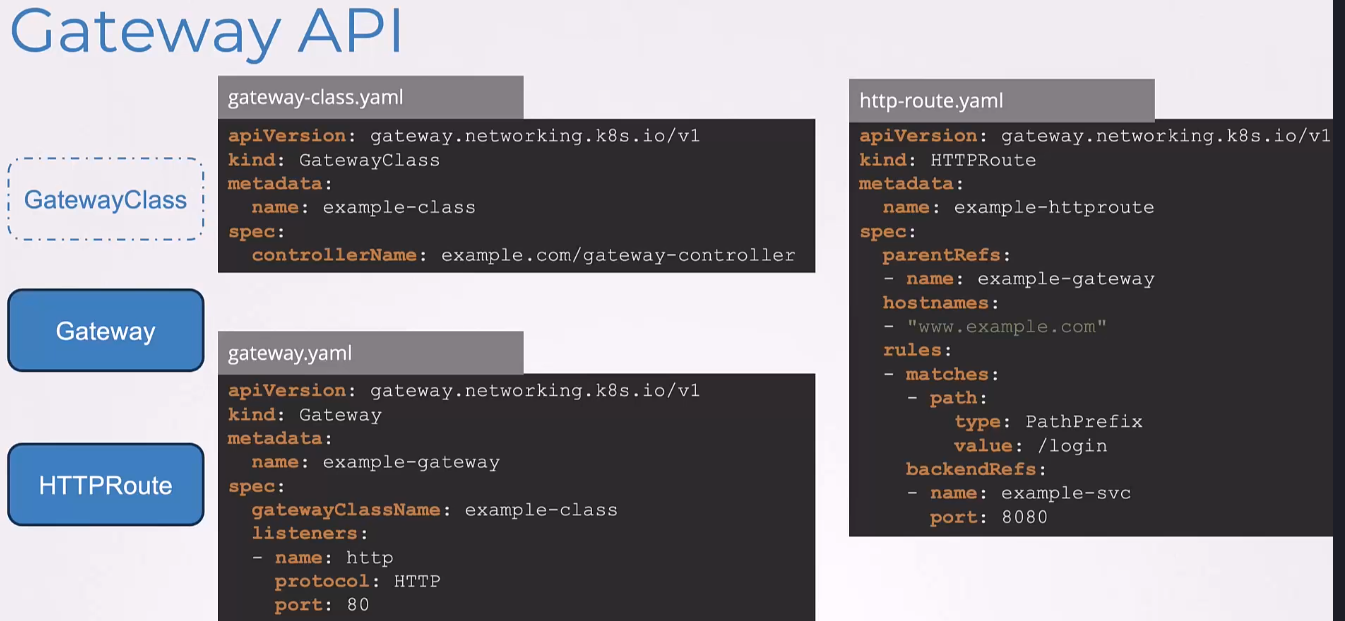 Gateway API
GatewayClass
Gateway
HTTPRoute
gateway-class.yaml
apiVersion: gateway.networking.k8s.io/v1
kind: GatewayClass
metadata:
  name: example-class
spec:
  controllerName: example.com/gateway-controller
gateway.yaml
apiVersion: gateway.networking.k8s.io/v1
kind: Gateway
metadata:
  name: example-gateway
spec:
  gatewayClassName: example-class
  listeners:
  - name: http
    protocol: HTTP
    port: 80
http-route.yaml
apiVersion: gateway.networking.k8s.io/v1
kind: HTTPRoute
metadata:
  name: example-httproute
spec:
  parentRefs:
  - name: example-gateway
  hostnames:
  - "www.example.com"
  rules:
  - matches:
    - path:
        type: PathPrefix
        value: /login
    backendRefs:
    - name: example-svc
      port: 8080